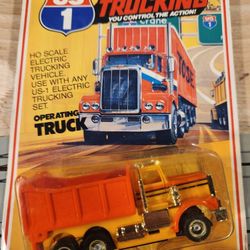 US
1
TRUCKING
YOU CONTROL THE ACTION!
HO SCALE
ELECTRIC
TRUCKING
VEHICLE.
USE WITH ANY
US-1 ELECTRIC
TRUCKING
SET.
OPERATING
TRUCK
Crane